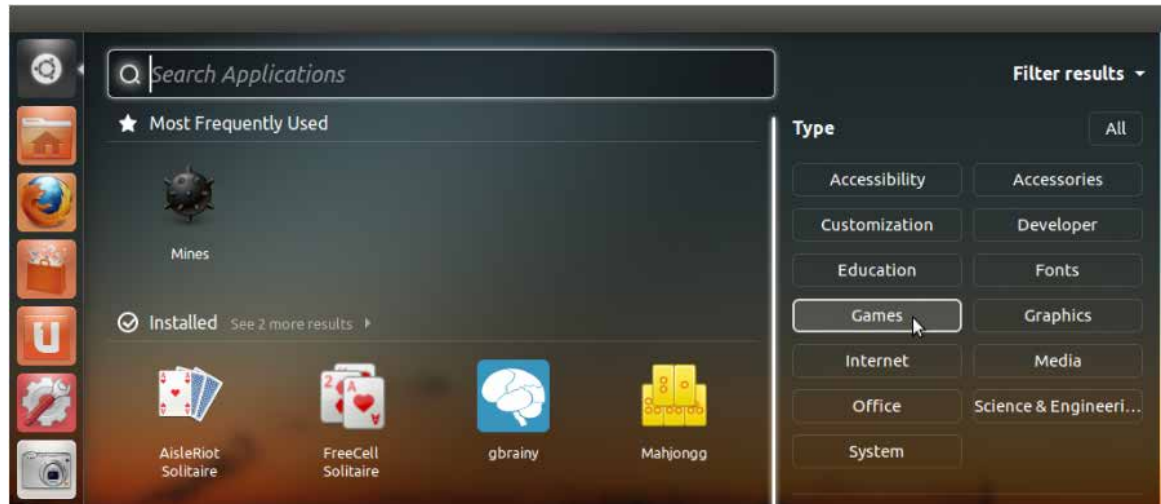 Search Applications
Filter results
Most Frequently Used
Type
All
Accessibility
Accessories
Mines
Customization
Developer
Education
Fonts
Installed See 2 more results
Games
Graphics
Internet
Media
Office
Science & Engineeri...
AisleRiot
Solitaire
FreeCell
Solitaire
gbrainy
Mahjongg
System